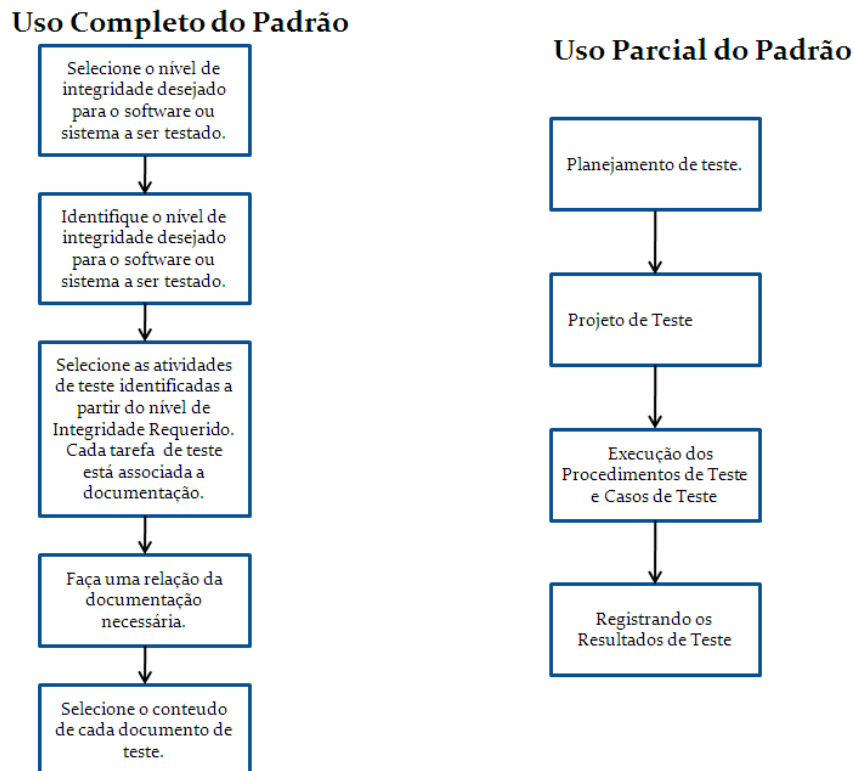 Uso Completo do Padrão
Selecione o nível de
integridade desejado
para o software ou
sistema a ser testado.
Identifique o nível de
integridade desejado
para o software ou
sistema a ser testado.
Selecione as atividades
de teste identificadas a
partir do nível de
Integridade Requerido.
Cada tarefa de teste
está associada a
documentação.
Faça uma relação da
documentação
necessária.
Selecione o conteudo
de cada documento de
teste.
Uso Parcial do Padrão
Planejamento de teste.
Projeto de Teste
Execução dos
Procedimentos de Teste
e Casos de Teste
Registrando os
Resultados de Teste